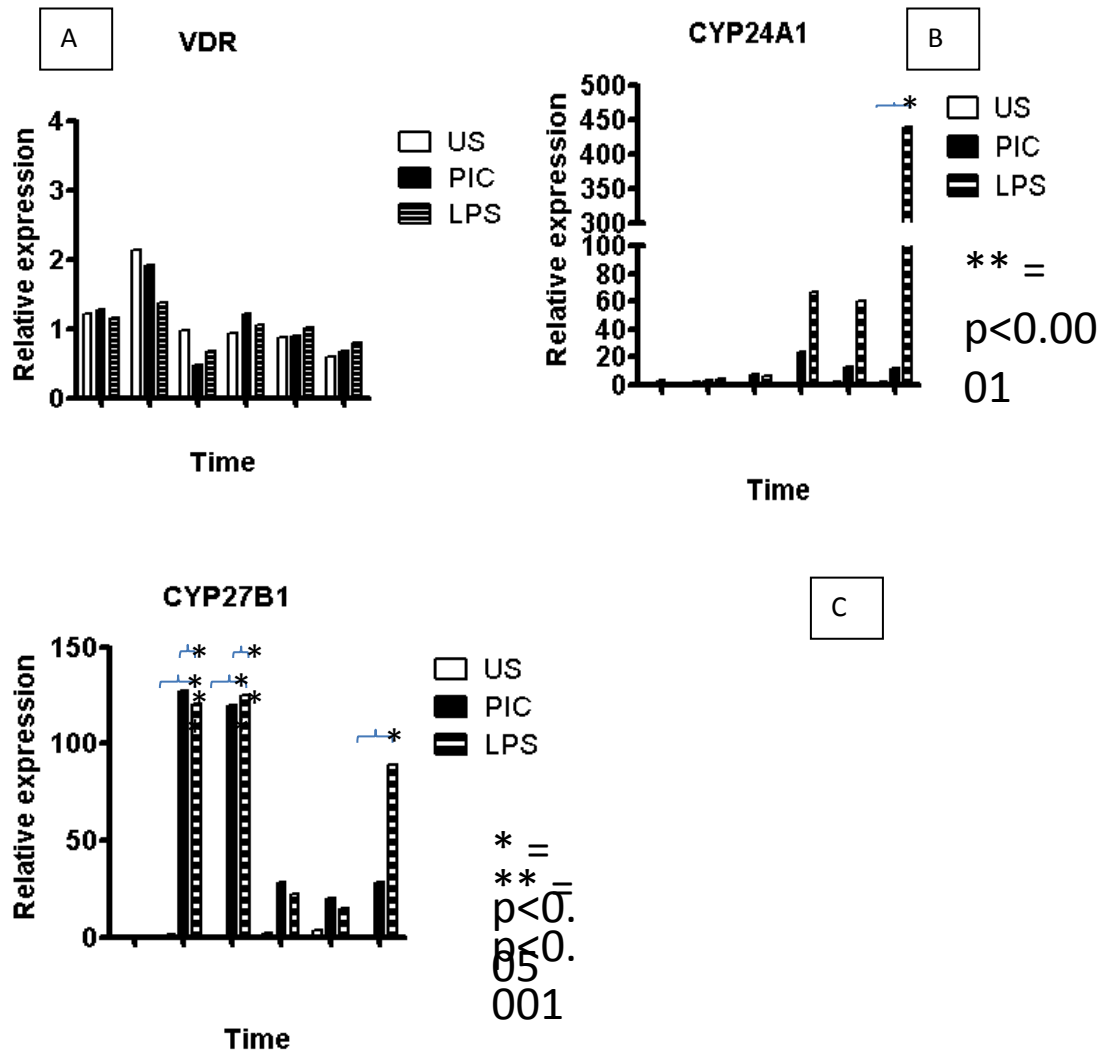 A
VDR
4
3
2
1
0
Relative expression
US
PIC
LPS
Time
CYP24A1
B
500
450
400
350
300
100
80
60
40
20
0
Relative expression
*
US
PIC
LPS
** =
p<0.00
01
Time
CYP27B1
C
150
100
50
0
Relative expression
*
*
*
*
*
*
*
US
PIC
LPS
* =
** =
p<0.
p<0.
05
001
Time